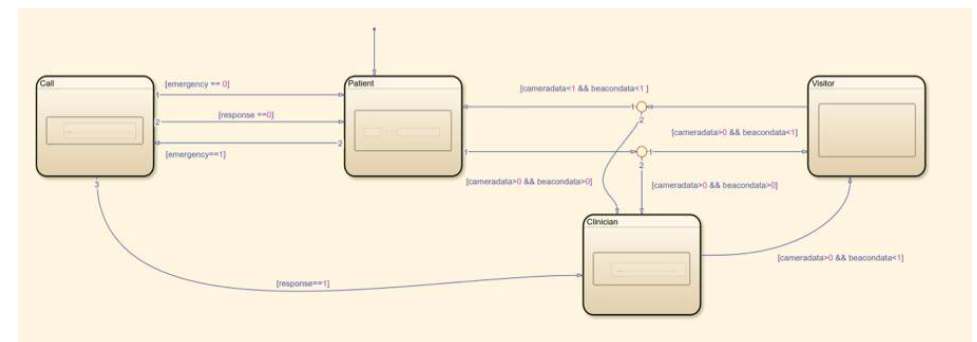 Call
Patient
Visitor
[emergency == 0]
1
[response ==0]
2
[emergency==1]
2
3
[cameradata<1 && beacondata<1 ]
1
2
[cameradata>0 && beacondata<1]
1
1
2
[cameradata>0 && beacondata>0]
[cameradata>0 && beacondata>0]
Clinician
[cameradata>0 && beacondata<1]
[response==1]